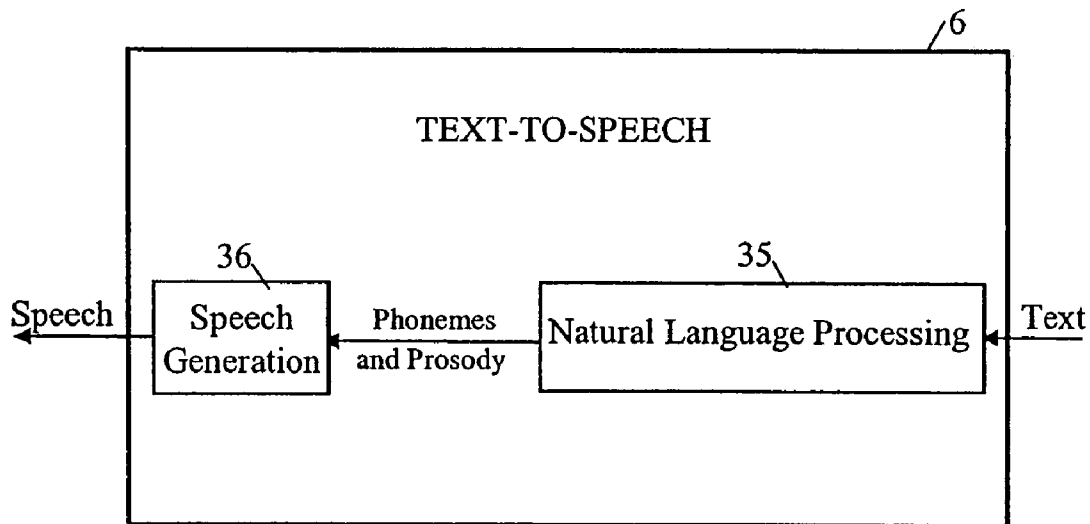 6
TEXT-TO-SPEECH
36
35
Speech
Speech
Generation
Phonemes
and Prosody
Natural Language Processing
Text